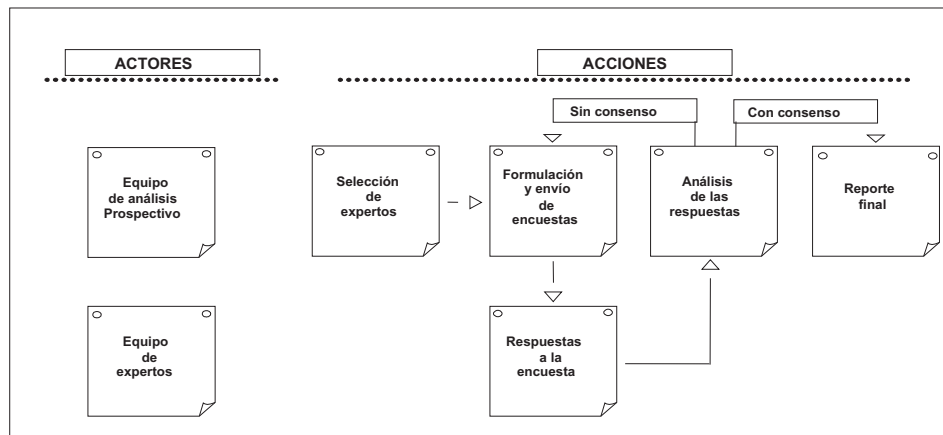 ACTORES
ACCIONES
Sin consenso
Con consenso
Equipo
de análisis
Prospectivo
Selección
de
expertos
Formulación
y envío
de
encuestas
Análisis
de las
respuestas
Reporte
final
Equipo
de
expertos
Respuestas
a la
encuesta